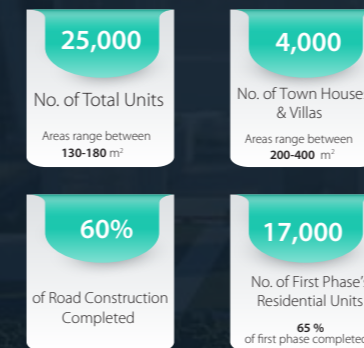 25,000
No. of Total Units
Areas range between
130-180 m²
4,000
No. of Town House
& Villas
Areas range between
200-400 m²
60%
of Road Construction
Completed
17,000
No. of First Phase'
Residential Units
65 %
of first phase completed